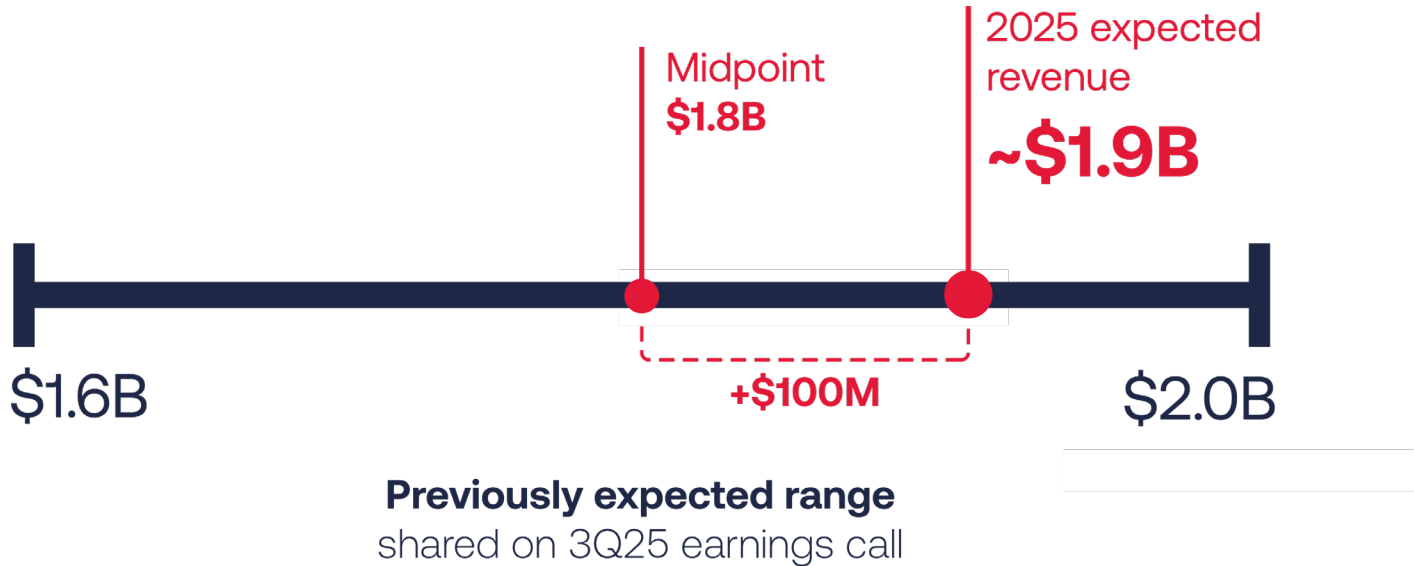 2025 expected
revenue
~$1.9B
Midpoint
$1.8B
+$100M
$1.6B
$2.0B
Previously expected range
shared on 3Q25 earnings call